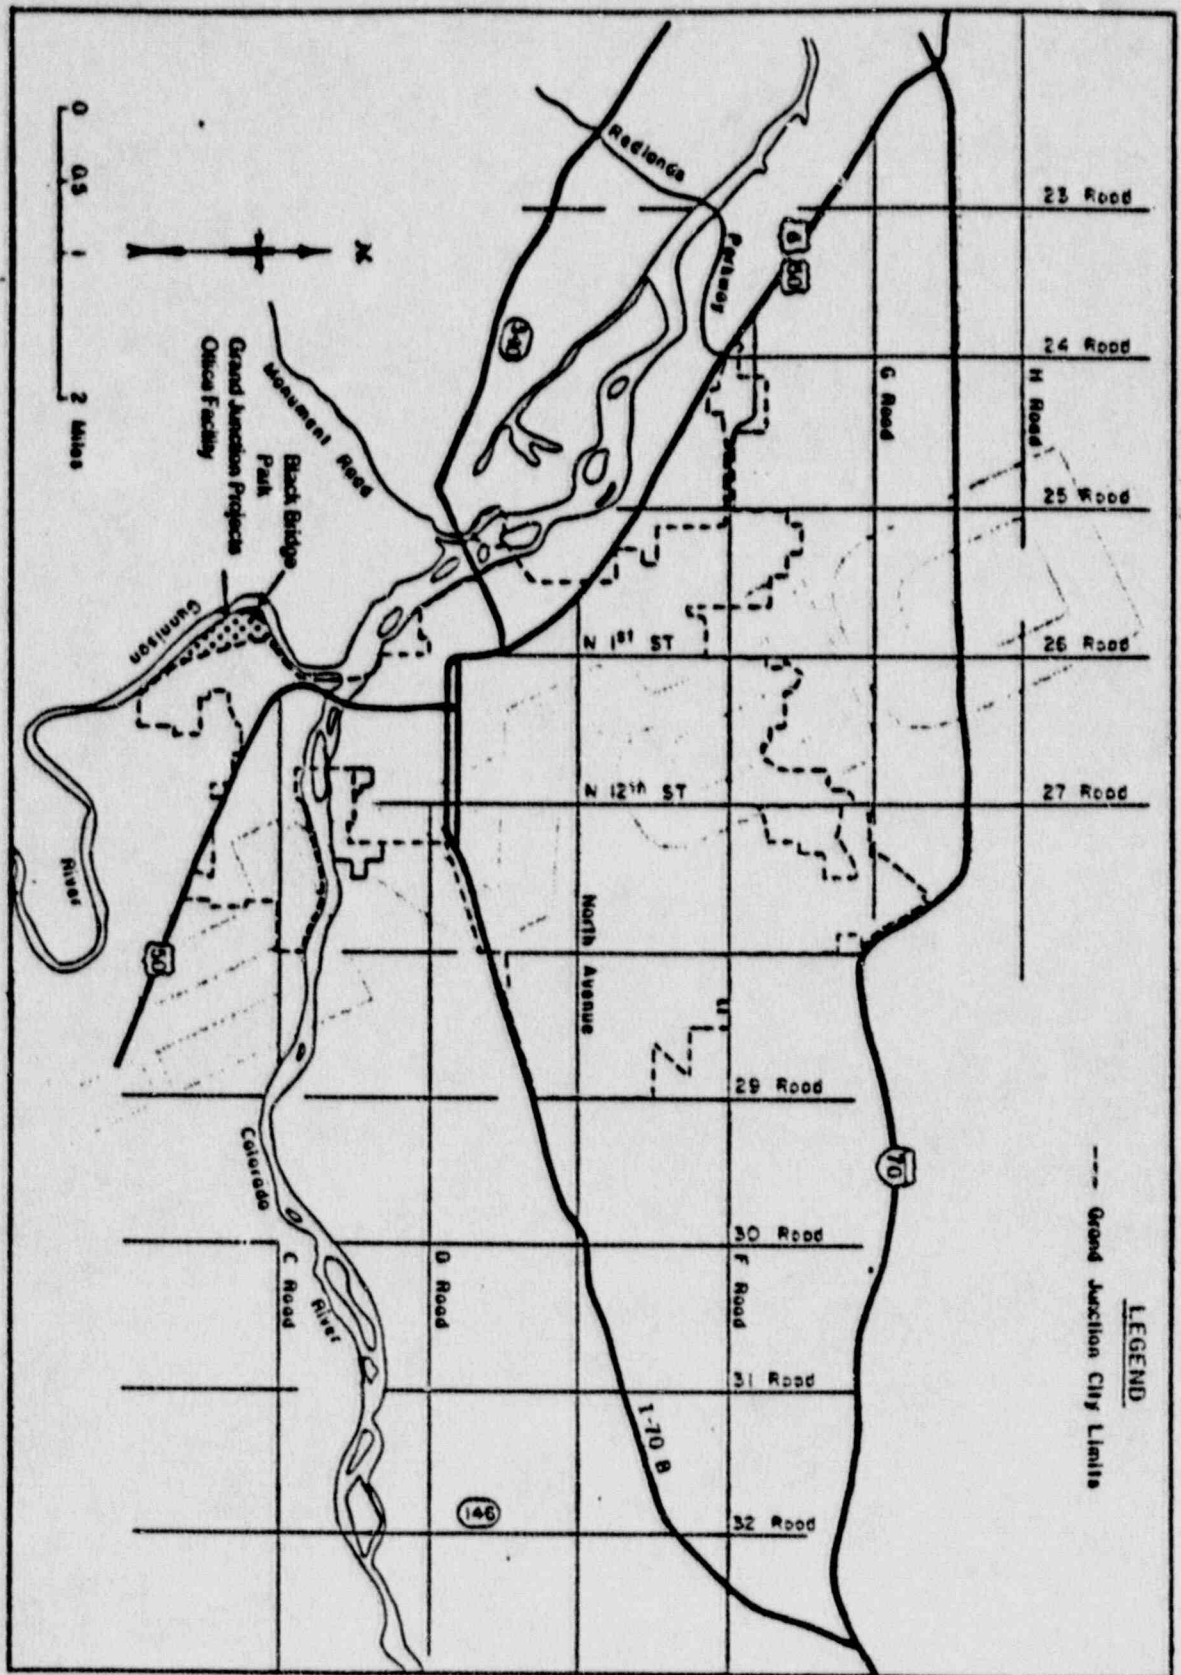 LEGEND
--- Grand Junction City Limits
23 Road
24 Road
25 Road
26 Road
27 Road
29 Road
30 Road
31 Road
32 Road
H Road
G Road
F Road
North Avenue
D Road
C Road
N 1st ST
N 12th ST
6
50
70
I-70 B
146
340
50
Redlands
Parkway
Monument Road
Black Bridge
Park
Grand Junction Projects
Office Facility
Gunnison
River
Colorado
River
N
0 0.5 1 2 Miles